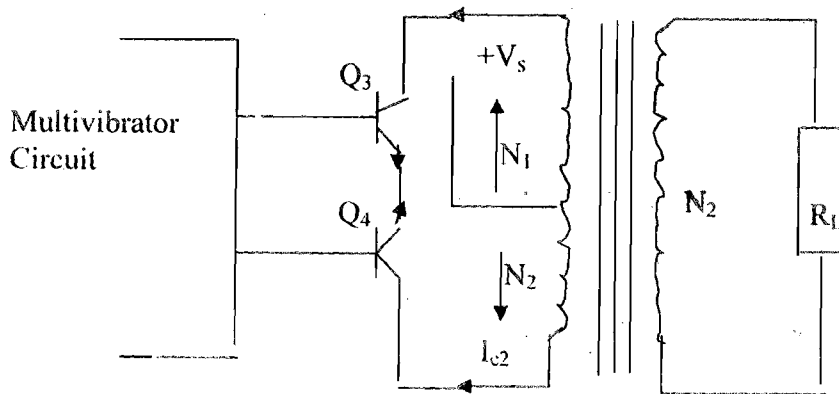 +Vs
Q3
Multivibrator
Circuit
N1
Q4
N2
RL
N2
Ic2